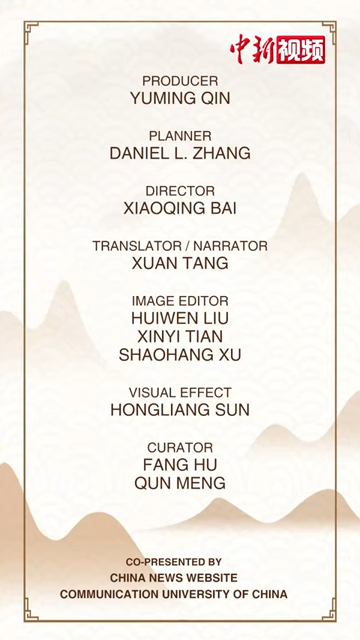 中新视频
PRODUCER
YUMING QIN
PLANNER
DANIEL L. ZHANG
DIRECTOR
XIAOQING BAI
TRANSLATOR / NARRATOR
XUAN TANG
IMAGE EDITOR
HUIWEN LIU
XINYI TIAN
SHAOHANG XU
VISUAL EFFECT
HONGLIANG SUN
CURATOR
FANG HU
QUN MENG
CO-PRESENTED BY
CHINA NEWS WEBSITE
COMMUNICATION UNIVERSITY OF CHINA